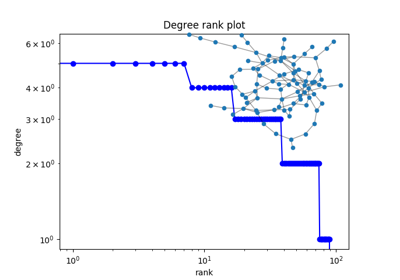 Degree rank plot
6 × 10⁰
4 × 10⁰
3 × 10⁰
2 × 10⁰
10⁰
degree
10⁰ 10¹ 10²
rank